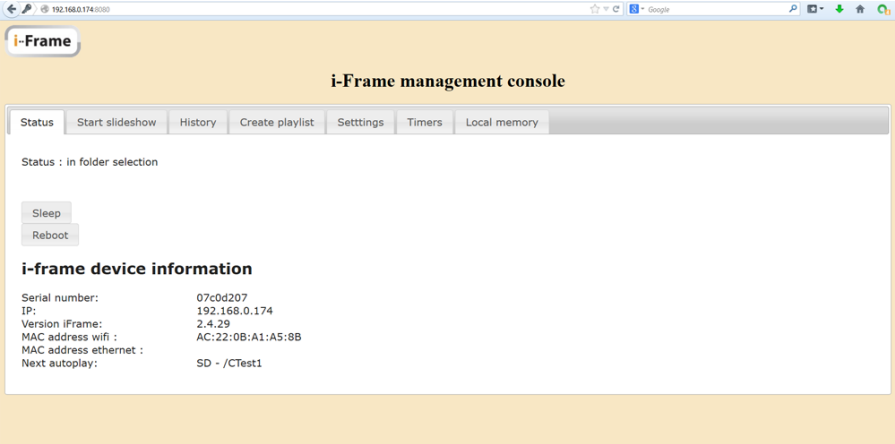 192.168.0.174:8080
Google
i-Frame
i-Frame management console
Status Start slideshow History Create playlist Setttings Timers Local memory
Status : in folder selection
Sleep
Reboot
i-frame device information
Serial number: 07c0d207
IP: 192.168.0.174
Version iFrame: 2.4.29
MAC address wifi : AC:22:0B:A1:A5:8B
MAC address ethernet :
Next autoplay: SD - /CTest1